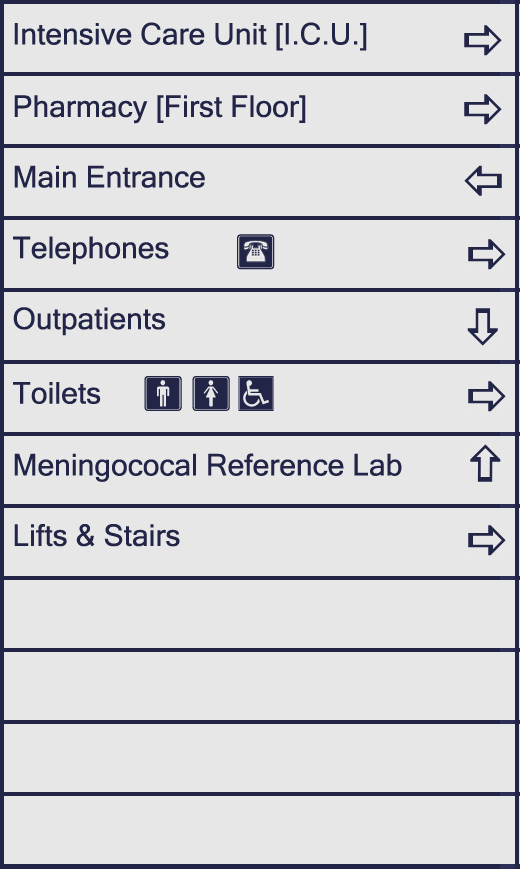 Intensive Care Unit [I.C.U.]
Pharmacy [First Floor]
Main Entrance
Telephones
Outpatients
Toilets
Meningococal Reference Lab
Lifts & Stairs